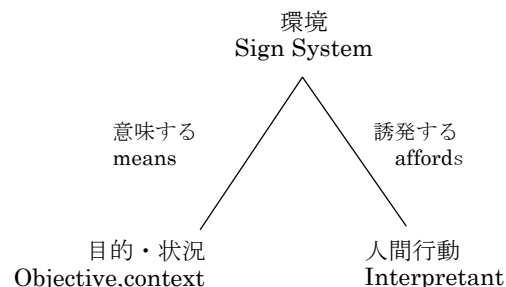 環境
Sign System
意味する
means
誘発する
affords
目的・状況
Objective,context
人間行動
Interpretant